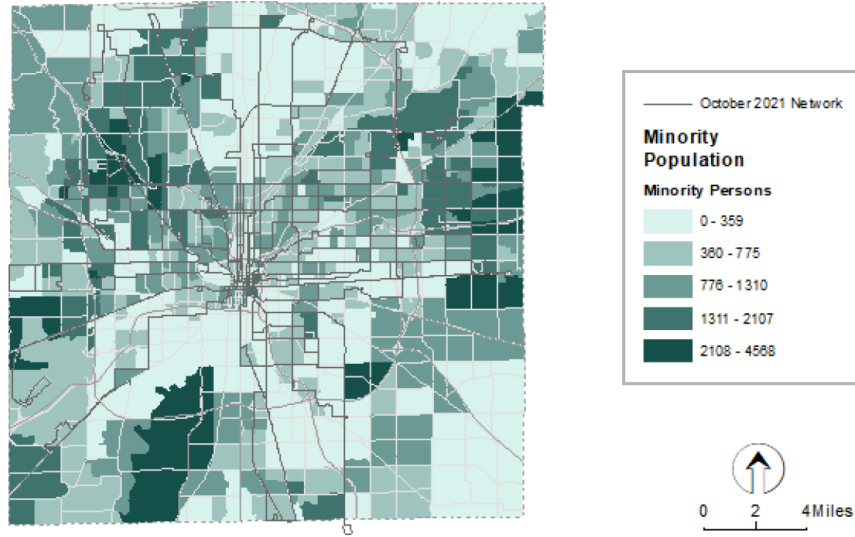 October 2021 Network
Minority
Population
Minority Persons
0 - 359
360 - 775
776 - 1310
1311 - 2107
2108 - 4568
0 2 4 Miles